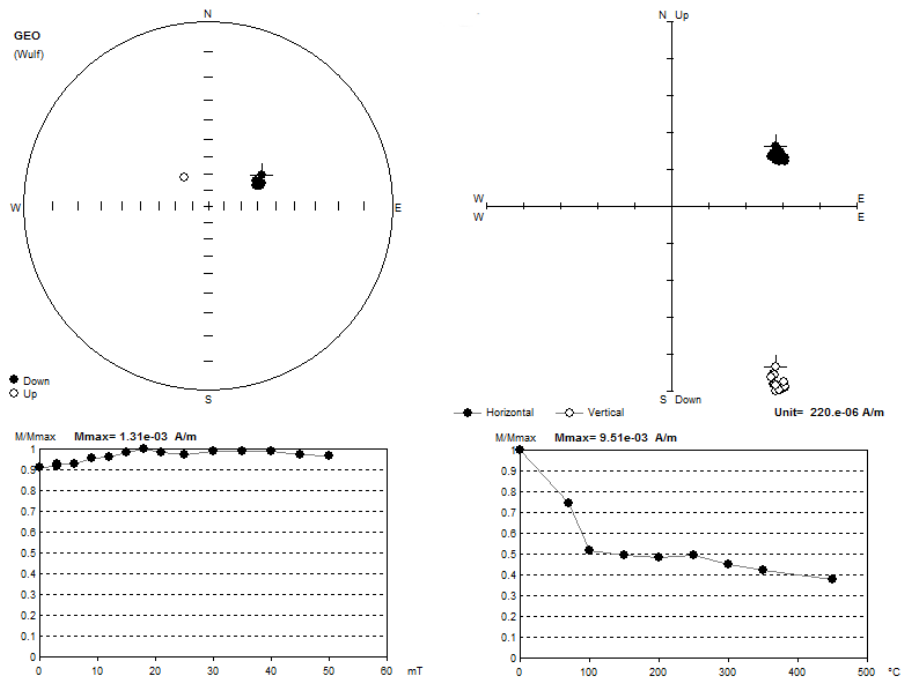 GEO
(Wulf)
N
W
E
S
Down
Up
N Up
W
W
E
E
S Down
Horizontal
Vertical
Unit= 220.e-06 A/m
M/Mmax
Mmax= 1.31e-03 A/m
1
0.9
0.8
0.7
0.6
0.5
0.4
0.3
0.2
0.1
0
0
10
20
30
40
50
60
mT
M/Mmax
Mmax= 9.51e-03 A/m
1
0.9
0.8
0.7
0.6
0.5
0.4
0.3
0.2
0.1
0
0
100
200
300
400
500
°C